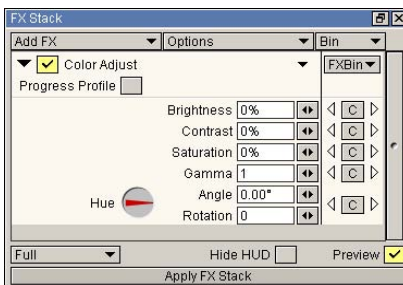 FX Stack
Add FX Options Bin
Color Adjust FXBin
Progress Profile
Brightness 0% C
Contrast 0% C
Saturation 0% C
Gamma 1 C
Hue Angle 0.00° C
Rotation 0
Full Hide HUD Preview
Apply FX Stack